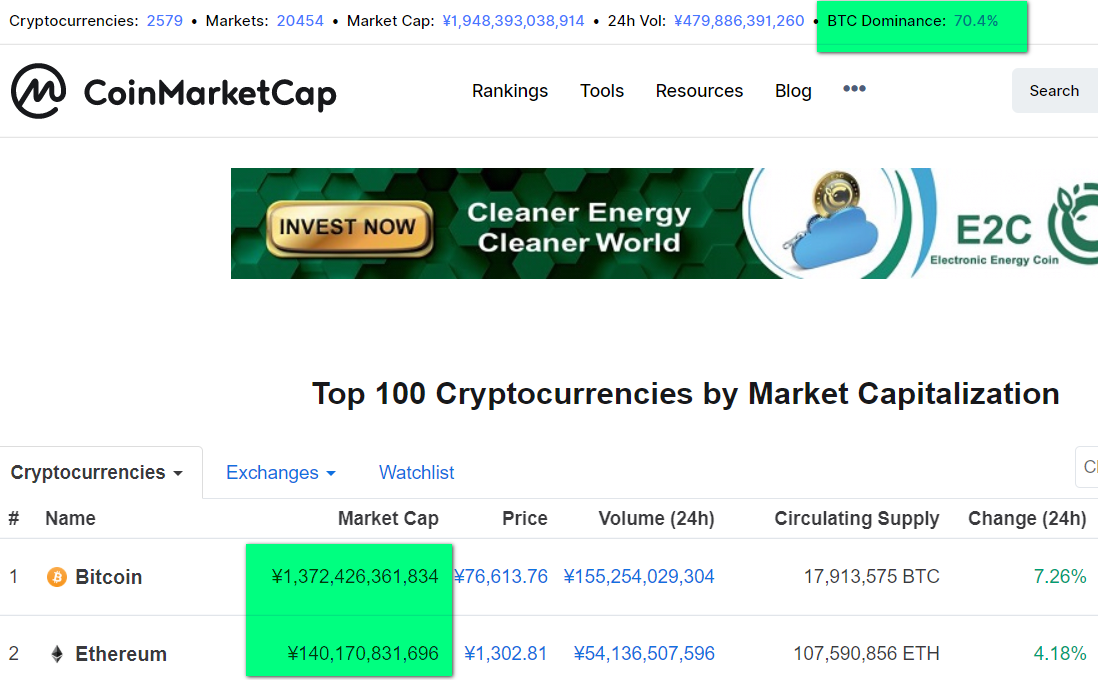 Cryptocurrencies: 2579 • Markets: 20454 • Market Cap: ¥1,948,393,038,914 • 24h Vol: ¥479,886,391,260 • BTC Dominance: 70.4%
CoinMarketCap
Rankings Tools Resources Blog ••• Search
INVEST NOW
Cleaner Energy
Cleaner World
E2C
Electronic Energy Coin
Top 100 Cryptocurrencies by Market Capitalization
Cryptocurrencies Exchanges Watchlist
# Name Market Cap Price Volume (24h) Circulating Supply Change (24h)
1 Bitcoin ¥1,372,426,361,834 ¥76,613.76 ¥155,254,029,304 17,913,575 BTC 7.26%
2 Ethereum ¥140,170,831,696 ¥1,302.81 ¥54,136,507,596 107,590,856 ETH 4.18%